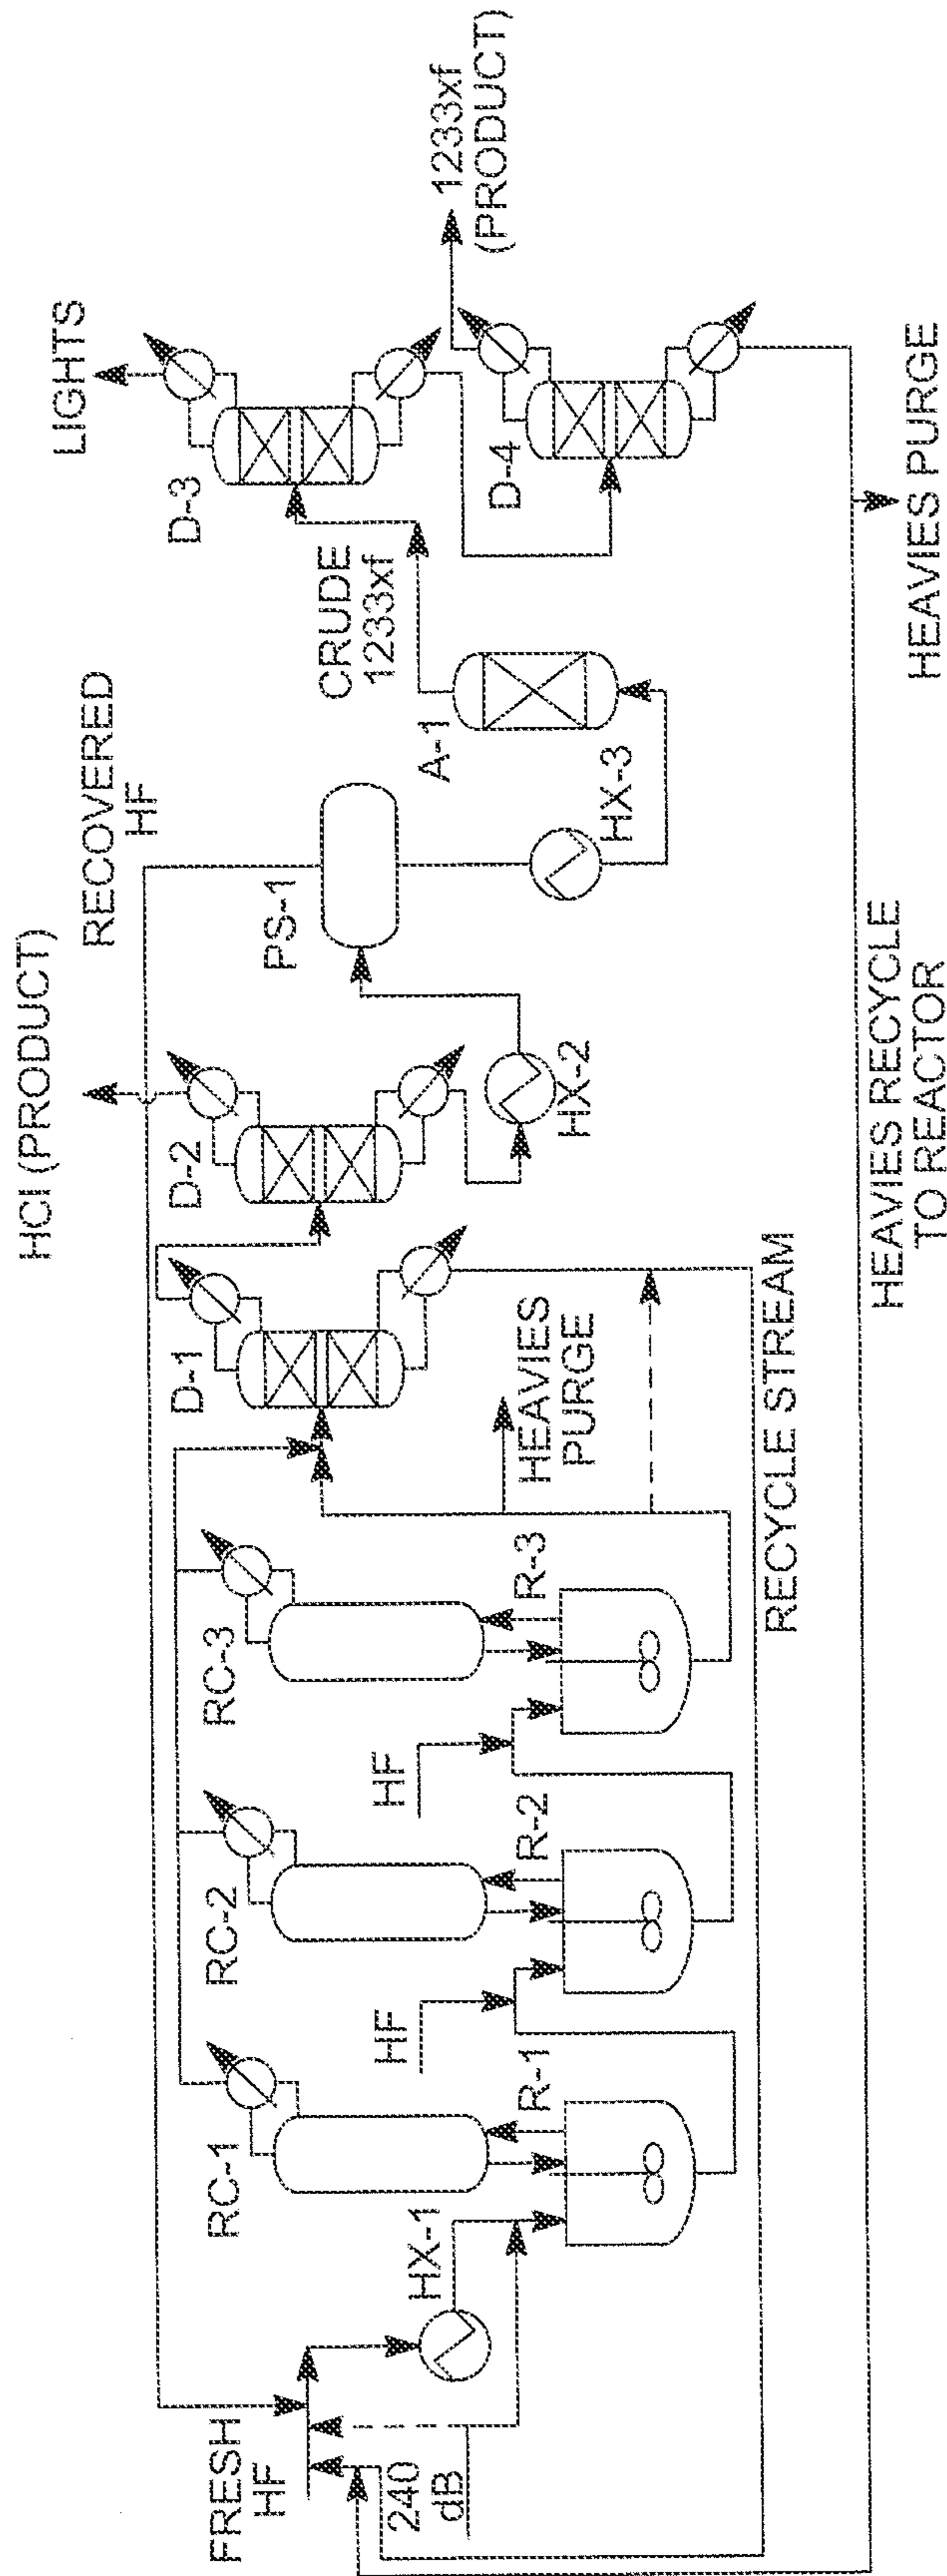 FRESH
HF
240
dB
HX-1
RC-1
R-1
HF
RC-2
R-2
HF
RC-3
R-3
HEAVIES
PURGE
RECYCLE STREAM
D-1
D-2
HCl (PRODUCT)
HX-2
RECOVERED
HF
PS-1
HX-3
A-1
CRUDE
1233xf
D-3
LIGHTS
D-4
1233xf
(PRODUCT)
HEAVIES RECYCLE
TO REACTOR
HEAVIES PURGE